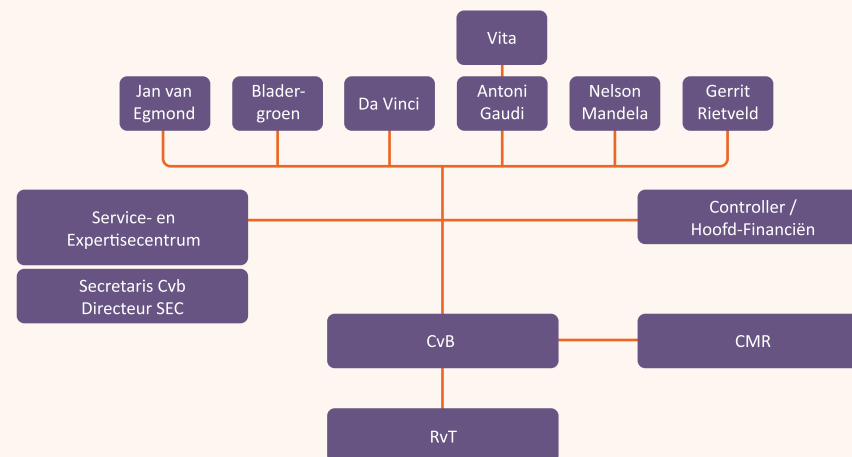 Vita
Jan van
Egmond
Blader-
groen
Da Vinci
Antoni
Gaudi
Nelson
Mandela
Gerrit
Rietveld
Service- en
Expertisecentrum
Controller /
Hoofd-Financiën
Secretaris Cvb
Directeur SEC
CvB
CMR
RvT